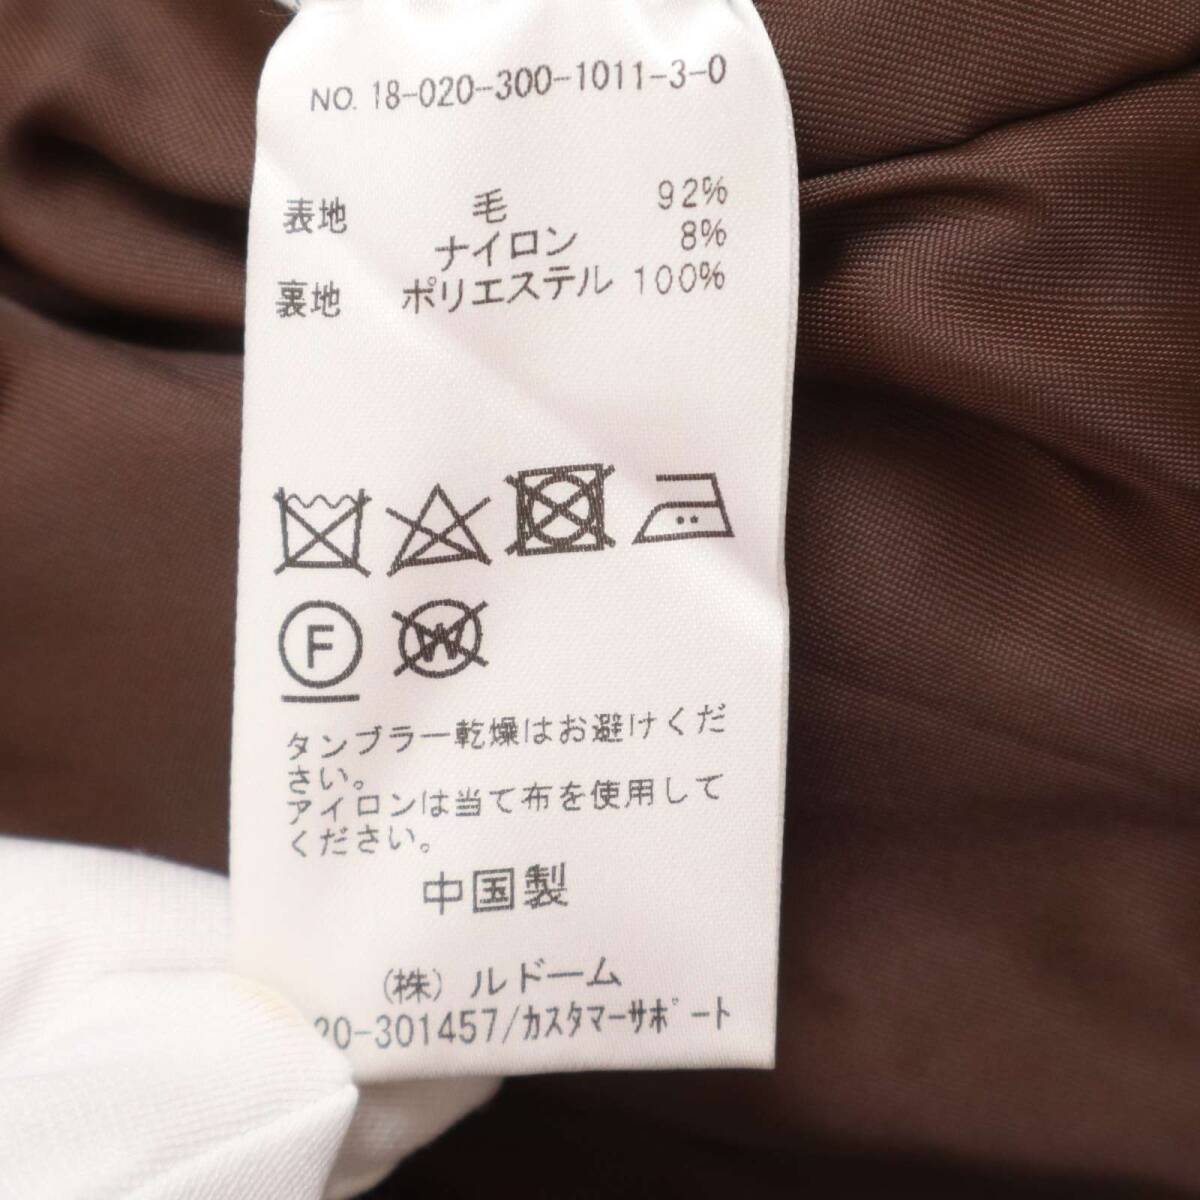 NO. 18-020-300-1011-3-0
表地 毛 92%
ナイロン 8%
裏地 ポリエステル 100%
F
W
タンブラー乾燥はお避けくだ
さい。
アイロンは当て布を使用して
ください。
中国製
(株) ルドーム
20-301457/ｶｽﾀﾏｰｻﾎﾟｰﾄ